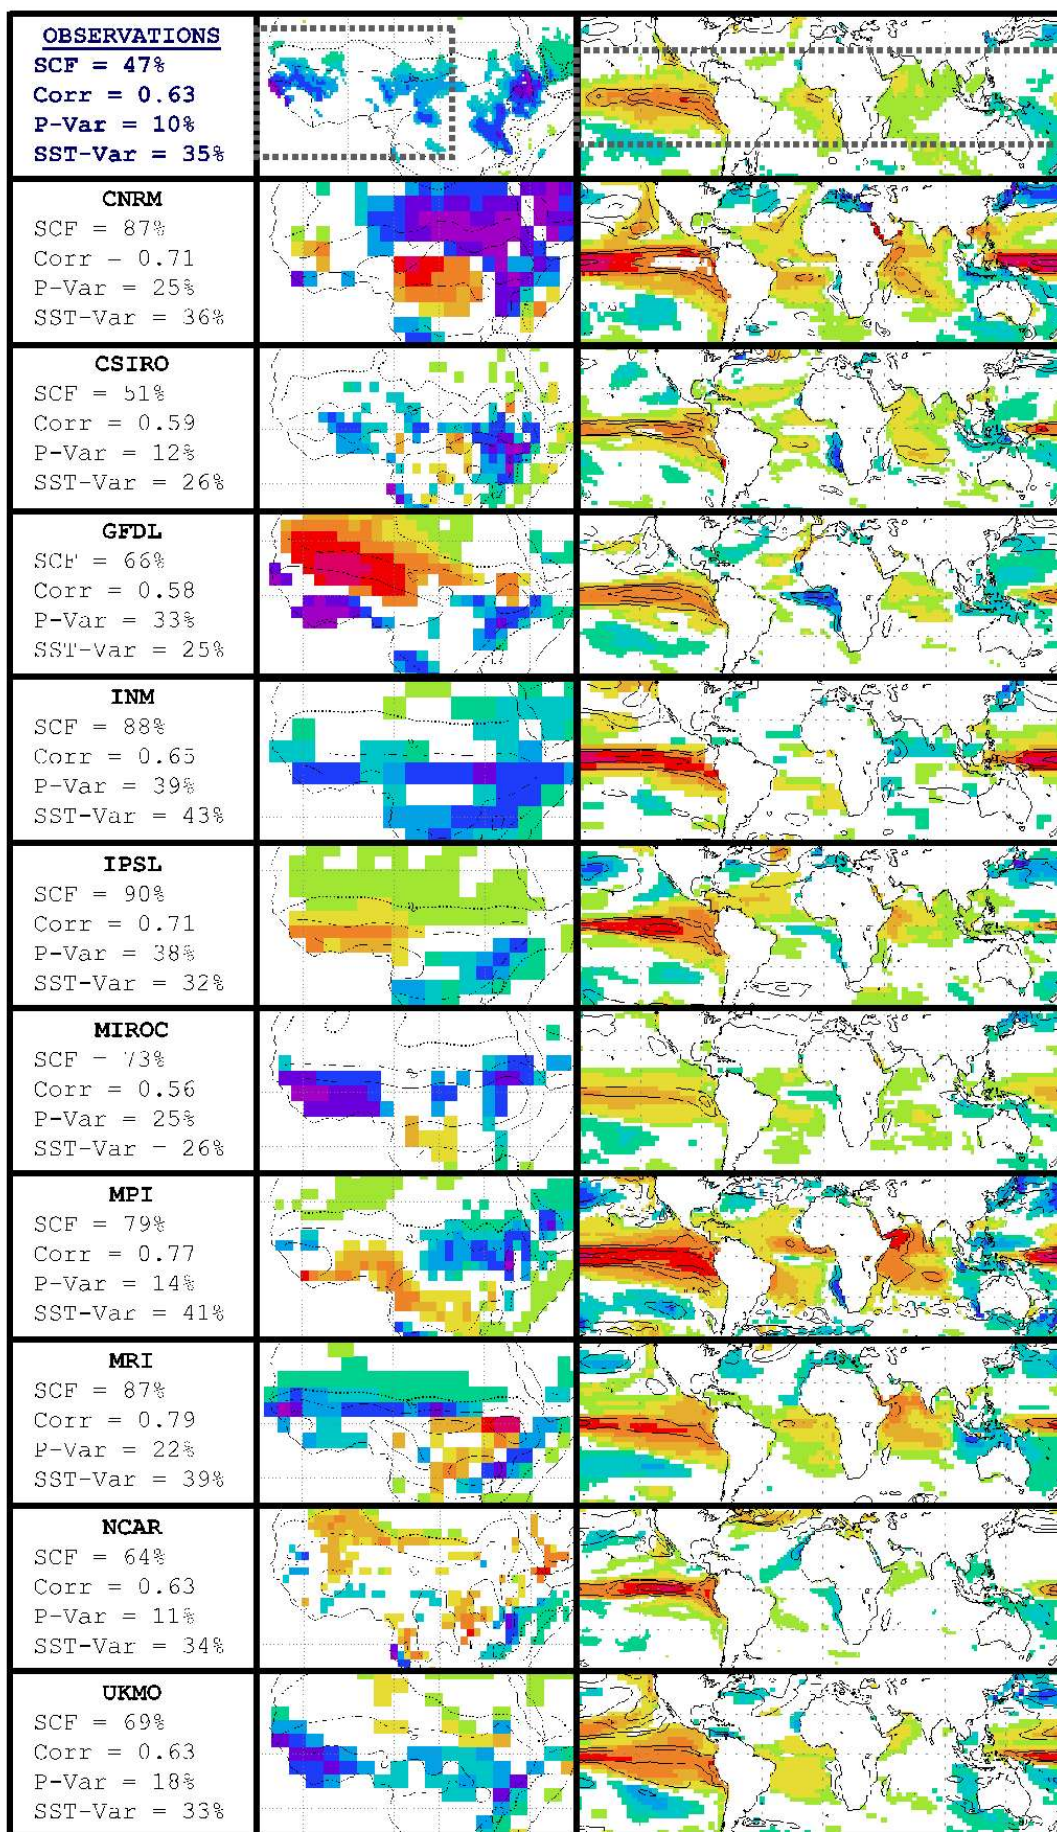 OBSERVATIONS
SCF = 47%
Corr = 0.63
P-Var = 10%
SST-Var = 35%
CNRM
SCF = 87%
Corr = 0.71
P-Var = 25%
SST-Var = 36%
CSIRO
SCF = 51%
Corr = 0.59
P-Var = 12%
SST-Var = 26%
GFDL
SCF = 66%
Corr = 0.58
P-Var = 33%
SST-Var = 25%
INM
SCF = 88%
Corr = 0.65
P-Var = 39%
SST-Var = 43%
IPSL
SCF = 90%
Corr = 0.71
P-Var = 38%
SST-Var = 32%
MIROC
SCF = 73%
Corr = 0.56
P-Var = 25%
SST-Var = 26%
MPI
SCF = 79%
Corr = 0.77
P-Var = 14%
SST-Var = 41%
MRI
SCF = 87%
Corr = 0.79
P-Var = 22%
SST-Var = 39%
NCAR
SCF = 64%
Corr = 0.63
P-Var = 11%
SST-Var = 34%
UKMO
SCF = 69%
Corr = 0.63
P-Var = 18%
SST-Var = 33%